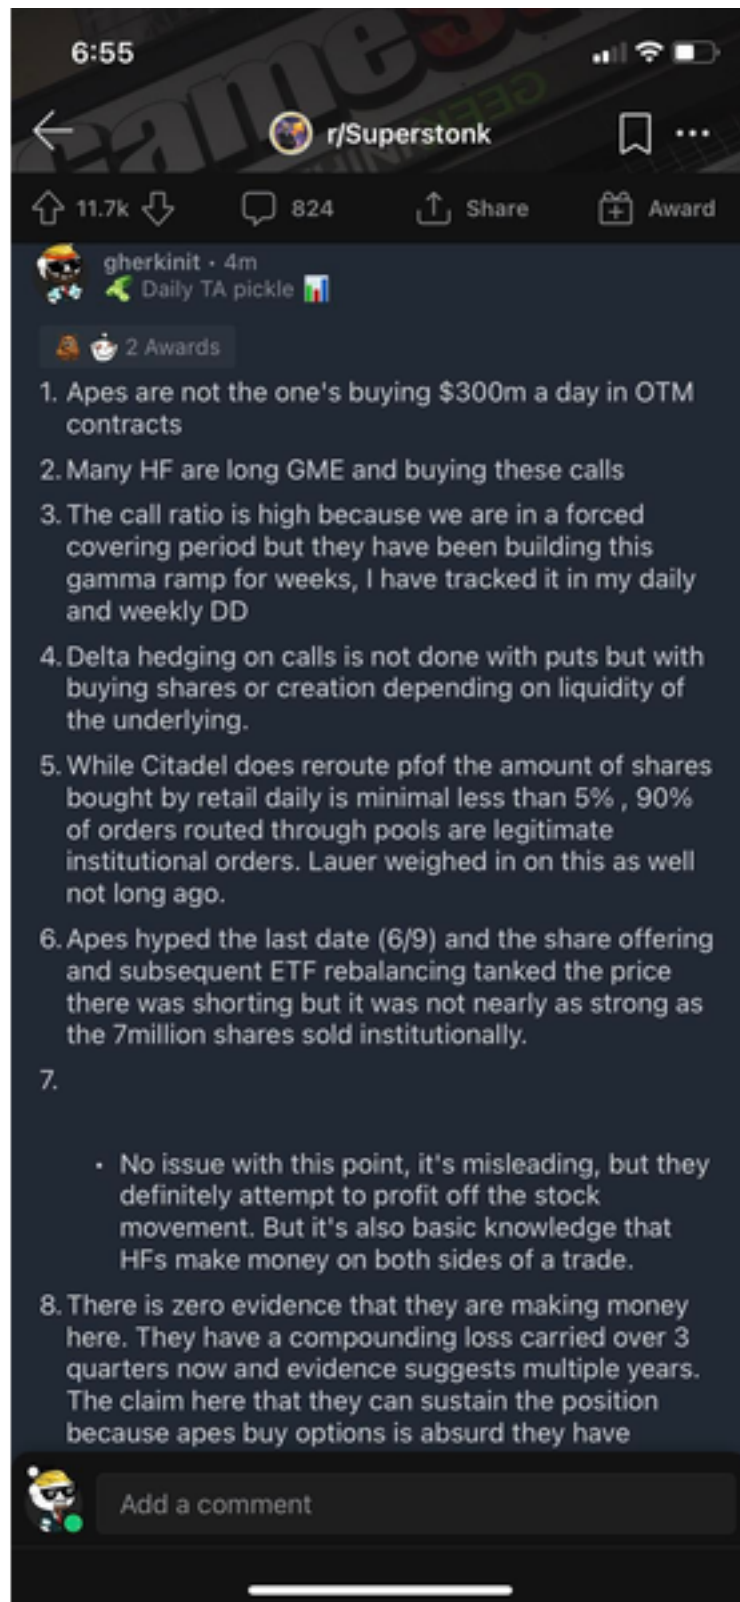 6:55
GameS
GEEK
r/Superstonk
11.7k
824
Share
Award
gherkinit • 4m
Daily TA pickle
2 Awards
1. Apes are not the one's buying $300m a day in OTM
contracts
2. Many HF are long GME and buying these calls
3. The call ratio is high because we are in a forced
covering period but they have been building this
gamma ramp for weeks, I have tracked it in my daily
and weekly DD
4. Delta hedging on calls is not done with puts but with
buying shares or creation depending on liquidity of
the underlying.
5. While Citadel does reroute pfof the amount of shares
bought by retail daily is minimal less than 5% , 90%
of orders routed through pools are legitimate
institutional orders. Lauer weighed in on this as well
not long ago.
6. Apes hyped the last date (6/9) and the share offering
and subsequent ETF rebalancing tanked the price
there was shorting but it was not nearly as strong as
the 7million shares sold institutionally.
7.
• No issue with this point, it's misleading, but they
definitely attempt to profit off the stock
movement. But it's also basic knowledge that
HFs make money on both sides of a trade.
8. There is zero evidence that they are making money
here. They have a compounding loss carried over 3
quarters now and evidence suggests multiple years.
The claim here that they can sustain the position
because apes buy options is absurd they have
Add a comment